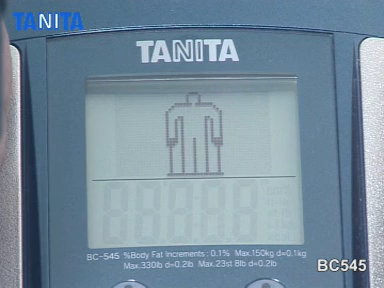 TANITA
TANITA
BC-545 %Body Fat Increments : 0.1% Max.150kg d=0.1kg
Max.330lb d=0.2lb Max.23st 8lb d=0.2lb
BC545